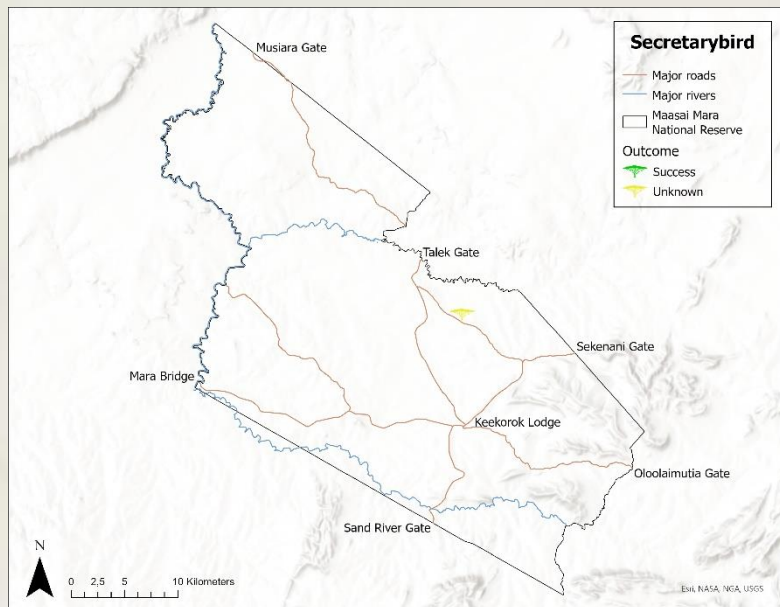 Secretarybird
Major roads
Major rivers
Maasai Mara
National Reserve
Outcome
Success
Unknown
Musiara Gate
Talek Gate
Sekenani Gate
Mara Bridge
Keekorok Lodge
Oloolaimutia Gate
Sand River Gate
N
0 2,5 5 10 Kilometers
Esri, NASA, NGA, USGS